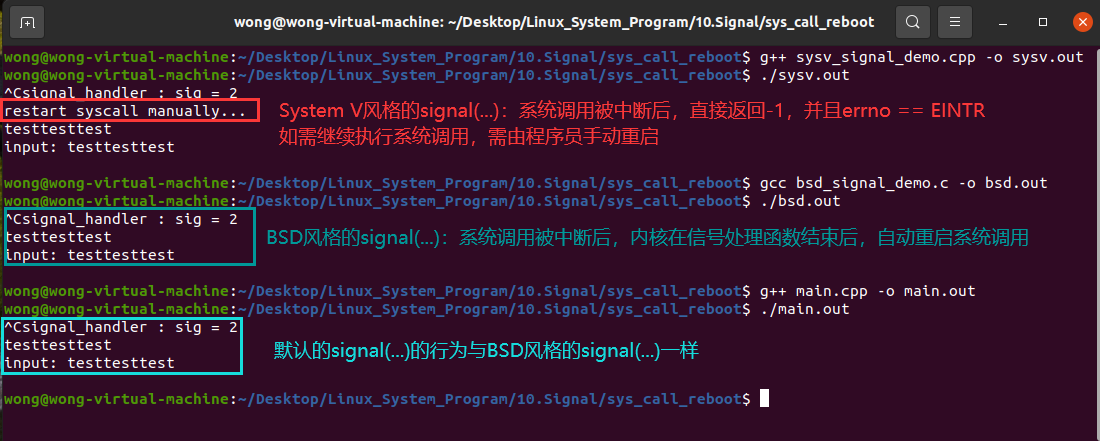 wong@wong-virtual-machine: ~/Desktop/Linux_System_Program/10.Signal/sys_call_reboot
wong@wong-virtual-machine:~/Desktop/Linux_System_Program/10.Signal/sys_call_reboot$ g++ sysv_signal_demo.cpp -o sysv.out
wong@wong-virtual-machine:~/Desktop/Linux_System_Program/10.Signal/sys_call_reboot$ ./sysv.out
^Csignal_handler : sig = 2
restart syscall manually...
System V风格的signal(...)：系统调用被中断后，直接返回-1，并且errno == EINTR
如需继续执行系统调用，需由程序员手动重启
testtesttest
input: testtesttest
wong@wong-virtual-machine:~/Desktop/Linux_System_Program/10.Signal/sys_call_reboot$ gcc bsd_signal_demo.c -o bsd.out
wong@wong-virtual-machine:~/Desktop/Linux_System_Program/10.Signal/sys_call_reboot$ ./bsd.out
^Csignal_handler : sig = 2
testtesttest
BSD风格的signal(...)：系统调用被中断后，内核在信号处理函数结束后，自动重启系统调用
input: testtesttest
wong@wong-virtual-machine:~/Desktop/Linux_System_Program/10.Signal/sys_call_reboot$ g++ main.cpp -o main.out
wong@wong-virtual-machine:~/Desktop/Linux_System_Program/10.Signal/sys_call_reboot$ ./main.out
^Csignal_handler : sig = 2
testtesttest
默认的signal(...)的行为与BSD风格的signal(...)一样
input: testtesttest
wong@wong-virtual-machine:~/Desktop/Linux_System_Program/10.Signal/sys_call_reboot$